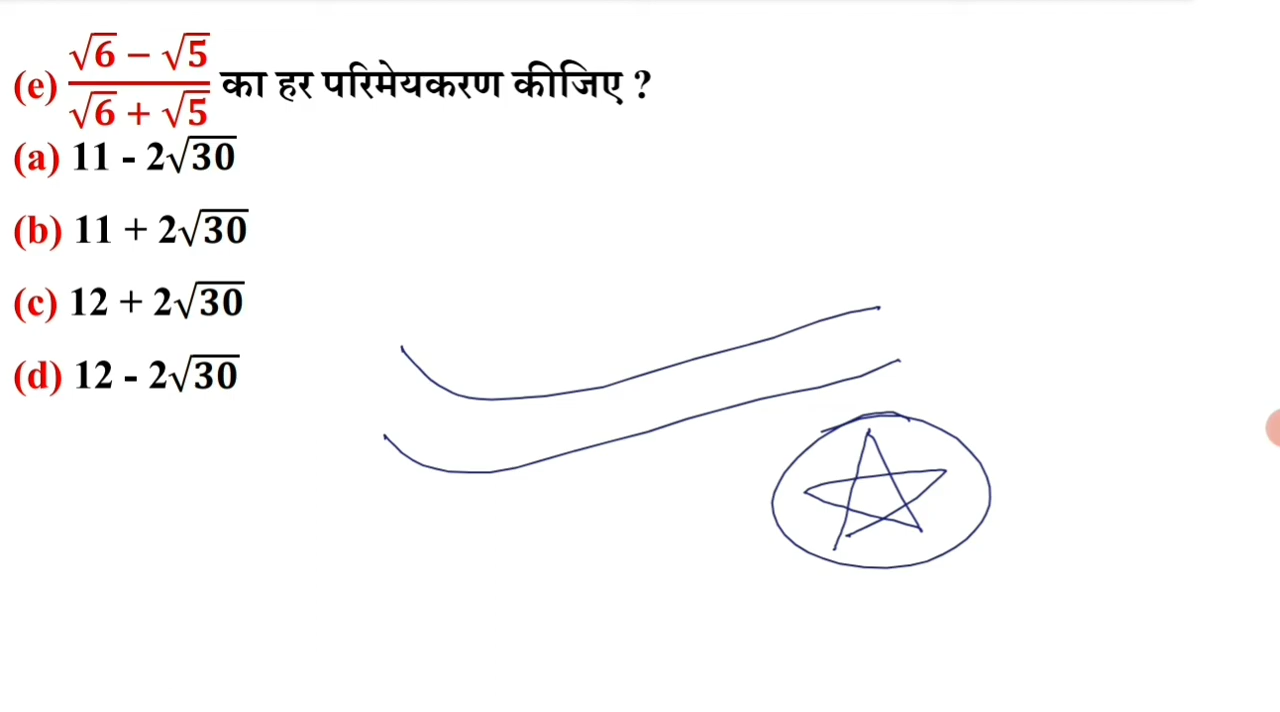 (e) (√6 − √5)/(√6 + √5) का हर परिमेयकरण कीजिए ?
(a) 11 - 2√30
(b) 11 + 2√30
(c) 12 + 2√30
(d) 12 - 2√30